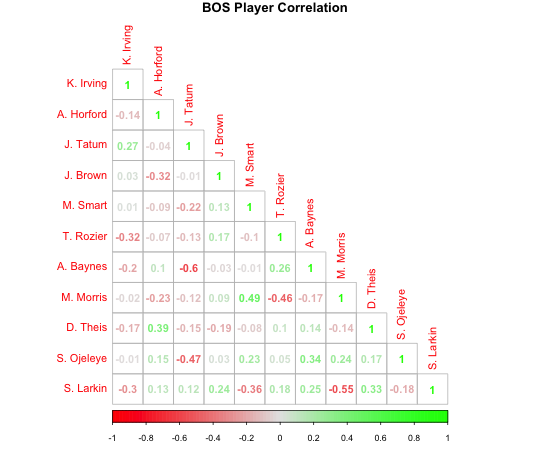 BOS Player Correlation
K. Irving
A. Horford
J. Tatum
J. Brown
M. Smart
T. Rozier
A. Baynes
M. Morris
D. Theis
S. Ojeleye
S. Larkin
K. Irving 1
A. Horford -0.14 1
J. Tatum 0.27 -0.04 1
J. Brown 0.03 -0.32 -0.01 1
M. Smart 0.01 -0.09 -0.22 0.13 1
T. Rozier -0.32 -0.07 -0.13 0.17 -0.1 1
A. Baynes -0.2 0.1 -0.6 -0.03 -0.01 0.26 1
M. Morris -0.02 -0.23 -0.12 0.09 0.49 -0.46 -0.17 1
D. Theis -0.17 0.39 -0.15 -0.19 -0.08 0.1 0.14 -0.14 1
S. Ojeleye -0.01 0.15 -0.47 0.03 0.23 0.05 0.34 0.24 0.17 1
S. Larkin -0.3 0.13 0.12 0.24 -0.36 0.18 0.25 -0.55 0.33 -0.18 1
-1 -0.8 -0.6 -0.4 -0.2 0 0.2 0.4 0.6 0.8 1